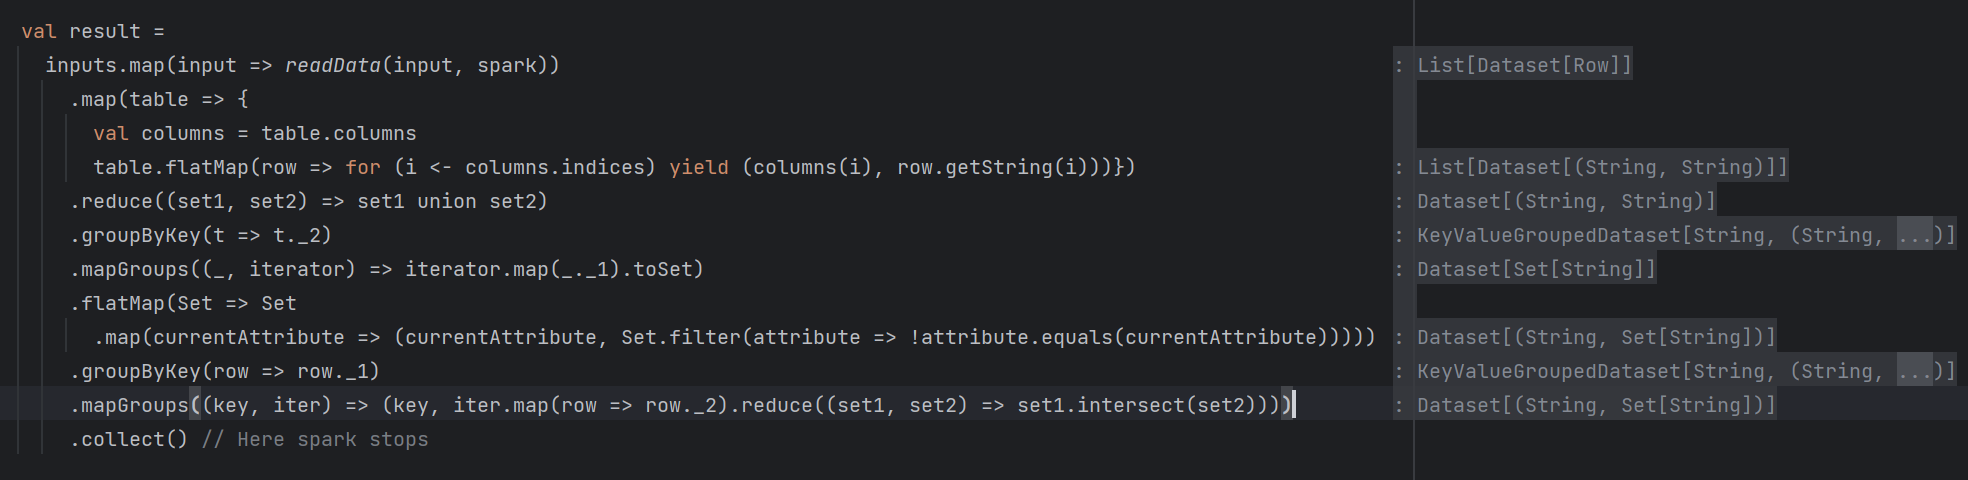 val result =
inputs.map(input => readData(input, spark)) : List[Dataset[Row]]
.map(table => {
val columns = table.columns
table.flatMap(row => for (i <- columns.indices) yield (columns(i), row.getString(i)))}) : List[Dataset[(String, String)]]
.reduce((set1, set2) => set1 union set2) : Dataset[(String, String)]
.groupByKey(t => t._2) : KeyValueGroupedDataset[String, (String, ...)]
.mapGroups((_, iterator) => iterator.map(_._1).toSet) : Dataset[Set[String]]
.flatMap(Set => Set
.map(currentAttribute => (currentAttribute, Set.filter(attribute => !attribute.equals(currentAttribute))))) : Dataset[(String, Set[String])]
.groupByKey(row => row._1) : KeyValueGroupedDataset[String, (String, ...)]
.mapGroups((key, iter) => (key, iter.map(row => row._2).reduce((set1, set2) => set1.intersect(set2)))) : Dataset[(String, Set[String])]
.collect() // Here spark stops